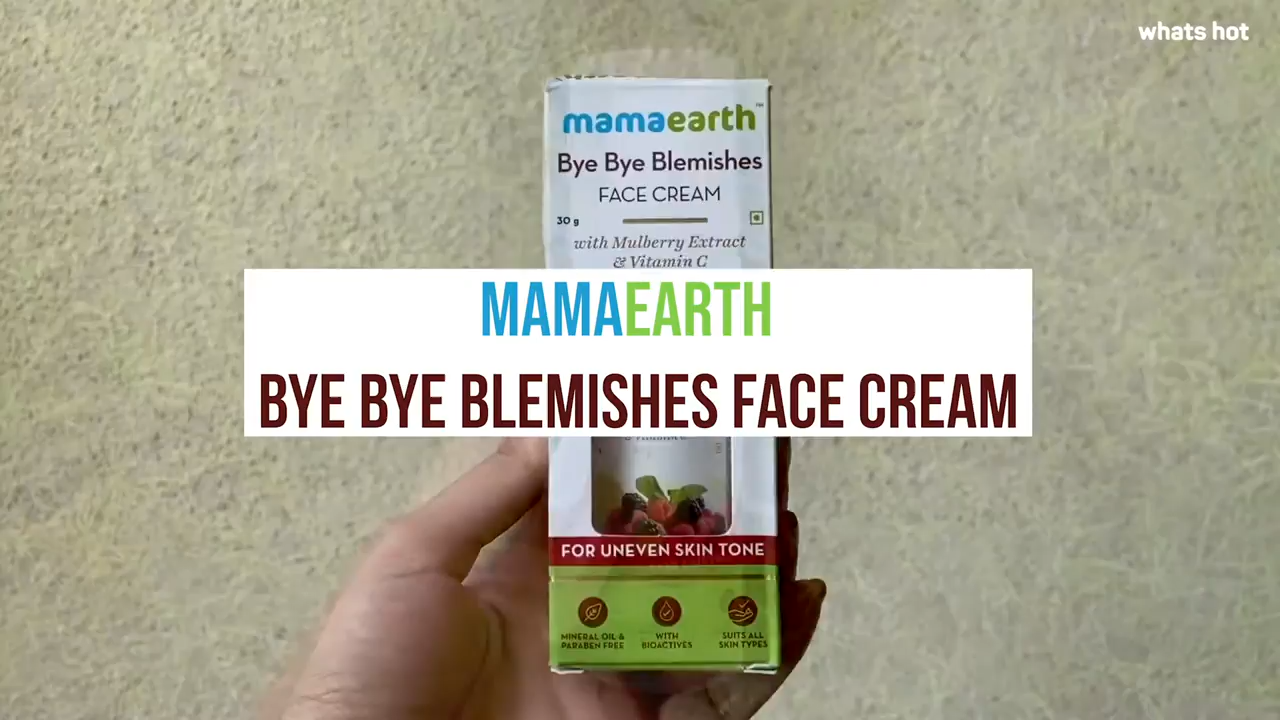 whats hot
mamaearth™
Bye Bye Blemishes
FACE CREAM
30 g
with Mulberry Extract
& Vitamin C
MAMAEARTH
BYE BYE BLEMISHES FACE CREAM
FOR UNEVEN SKIN TONE
MINERAL OIL &
PARABEN FREE
WITH
BIOACTIVES
SUITS ALL
SKIN TYPES